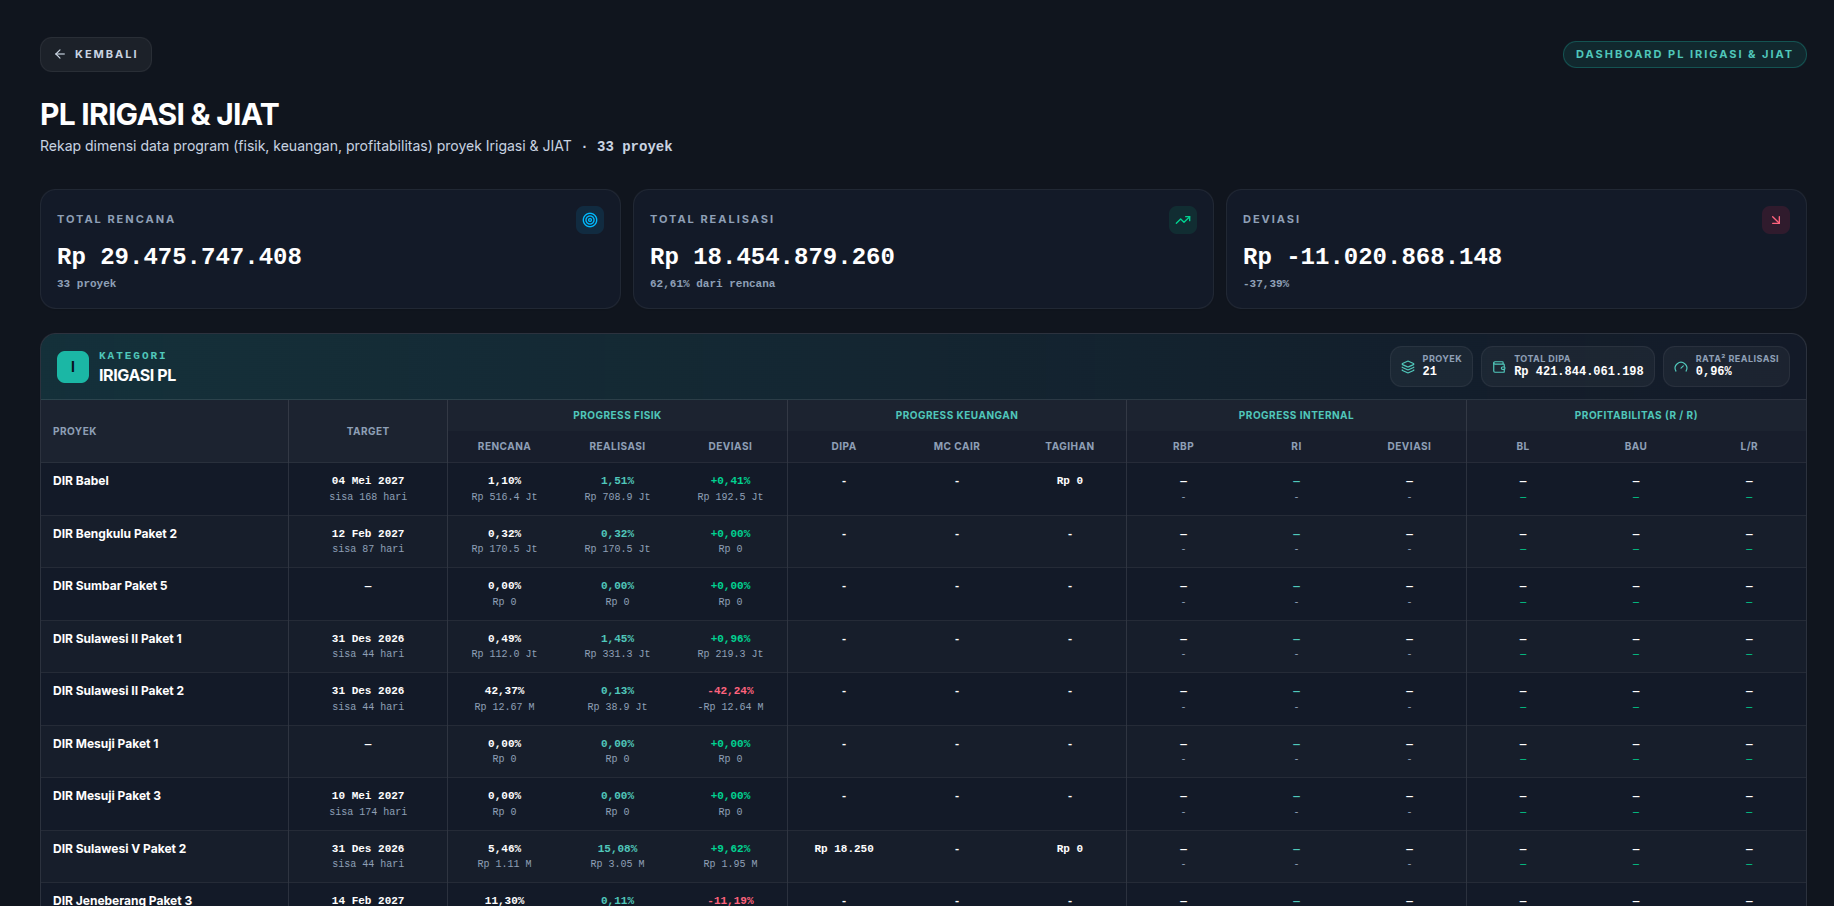 KEMBALI
DASHBOARD PL IRIGASI & JIAT
PL IRIGASI & JIAT
Rekap dimensi data program (fisik, keuangan, profitabilitas) proyek Irigasi & JIAT · 33 proyek
TOTAL RENCANA
Rp 29.475.747.408
33 proyek
TOTAL REALISASI
Rp 18.454.879.260
62,61% dari rencana
DEVIASI
Rp -11.020.868.148
-37,39%
I
KATEGORI
IRIGASI PL
PROYEK
21
TOTAL DIPA
Rp 421.844.061.198
RATA² REALISASI
0,96%
PROYEK TARGET PROGRESS FISIK PROGRESS KEUANGAN PROGRESS INTERNAL PROFITABILITAS (R / R)
RENCANA REALISASI DEVIASI DIPA MC CAIR TAGIHAN RBP RI DEVIASI BL BAU L/R
DIR Babel 04 Mei 2027 1,10% 1,51% +0,41% - - Rp 0 — — — — — —
sisa 168 hari Rp 516.4 Jt Rp 708.9 Jt Rp 192.5 Jt - - - — — —
DIR Bengkulu Paket 2 12 Feb 2027 0,32% 0,32% +0,00% - - - — — — — — —
sisa 87 hari Rp 170.5 Jt Rp 170.5 Jt Rp 0 - - - — — —
DIR Sumbar Paket 5 — 0,00% 0,00% +0,00% - - - — — — — — —
Rp 0 Rp 0 Rp 0 - - - — — —
DIR Sulawesi II Paket 1 31 Des 2026 0,49% 1,45% +0,96% - - - — — — — — —
sisa 44 hari Rp 112.0 Jt Rp 331.3 Jt Rp 219.3 Jt - - - — — —
DIR Sulawesi II Paket 2 31 Des 2026 42,37% 0,13% -42,24% - - - — — — — — —
sisa 44 hari Rp 12.67 M Rp 38.9 Jt -Rp 12.64 M - - - — — —
DIR Mesuji Paket 1 — 0,00% 0,00% +0,00% - - - — — — — — —
Rp 0 Rp 0 Rp 0 - - - — — —
DIR Mesuji Paket 3 10 Mei 2027 0,00% 0,00% +0,00% - - - — — — — — —
sisa 174 hari Rp 0 Rp 0 Rp 0 - - - — — —
DIR Sulawesi V Paket 2 31 Des 2026 5,46% 15,08% +9,62% Rp 18.250 - Rp 0 — — — — — —
sisa 44 hari Rp 1.11 M Rp 3.05 M Rp 1.95 M - - - — — —
DIR Jeneberang Paket 3 14 Feb 2027 11,30% 0,11% -11,19% - - - — — — — — —